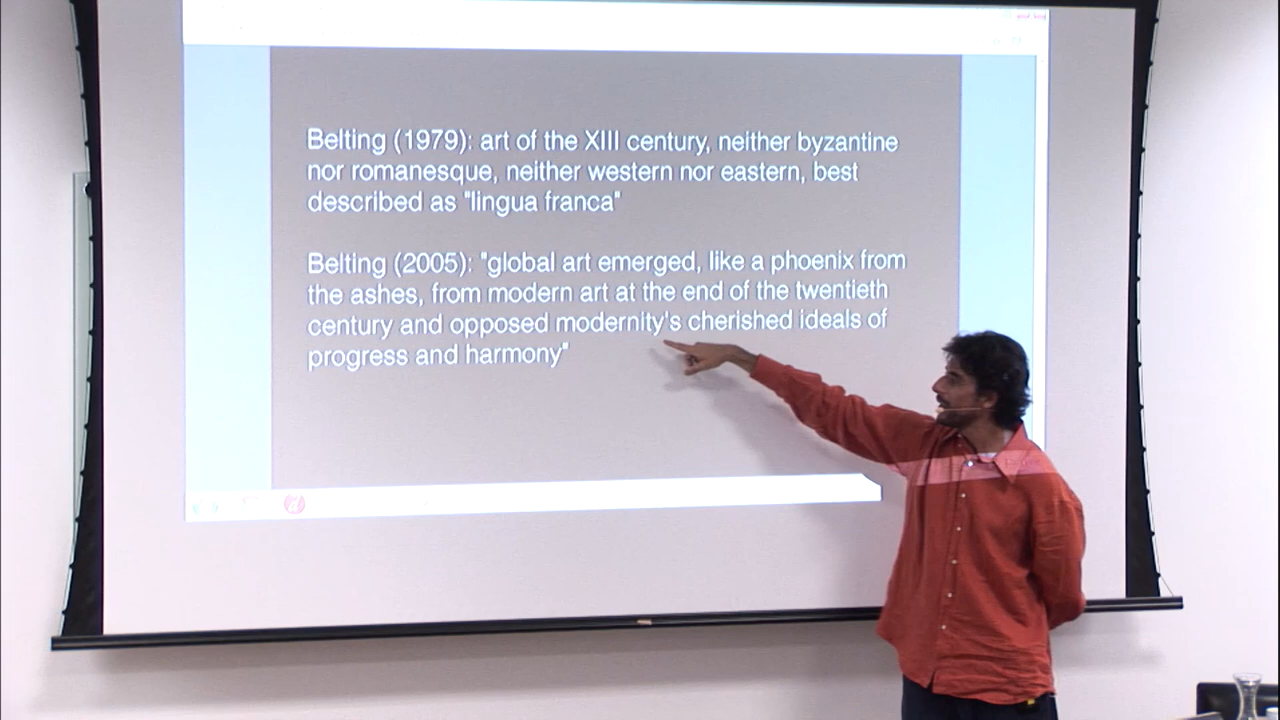 Belting (1979): art of the XIII century, neither byzantine
nor romanesque, neither western nor eastern, best
described as "lingua franca"
Belting (2005): "global art emerged, like a phoenix from
the ashes, from modern art at the end of the twentieth
century and opposed modernity's cherished ideals of
progress and harmony"